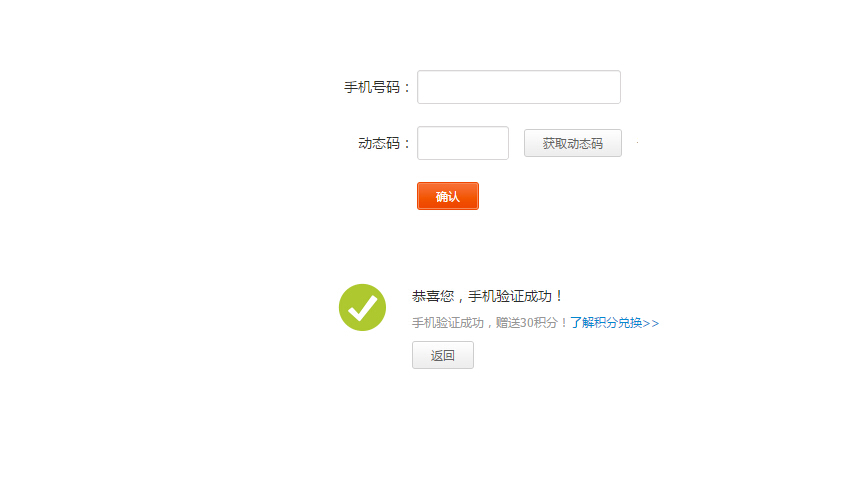 手机号码：
动态码： 获取动态码
确认
恭喜您，手机验证成功！
手机验证成功，赠送30积分！了解积分兑换>>
返回